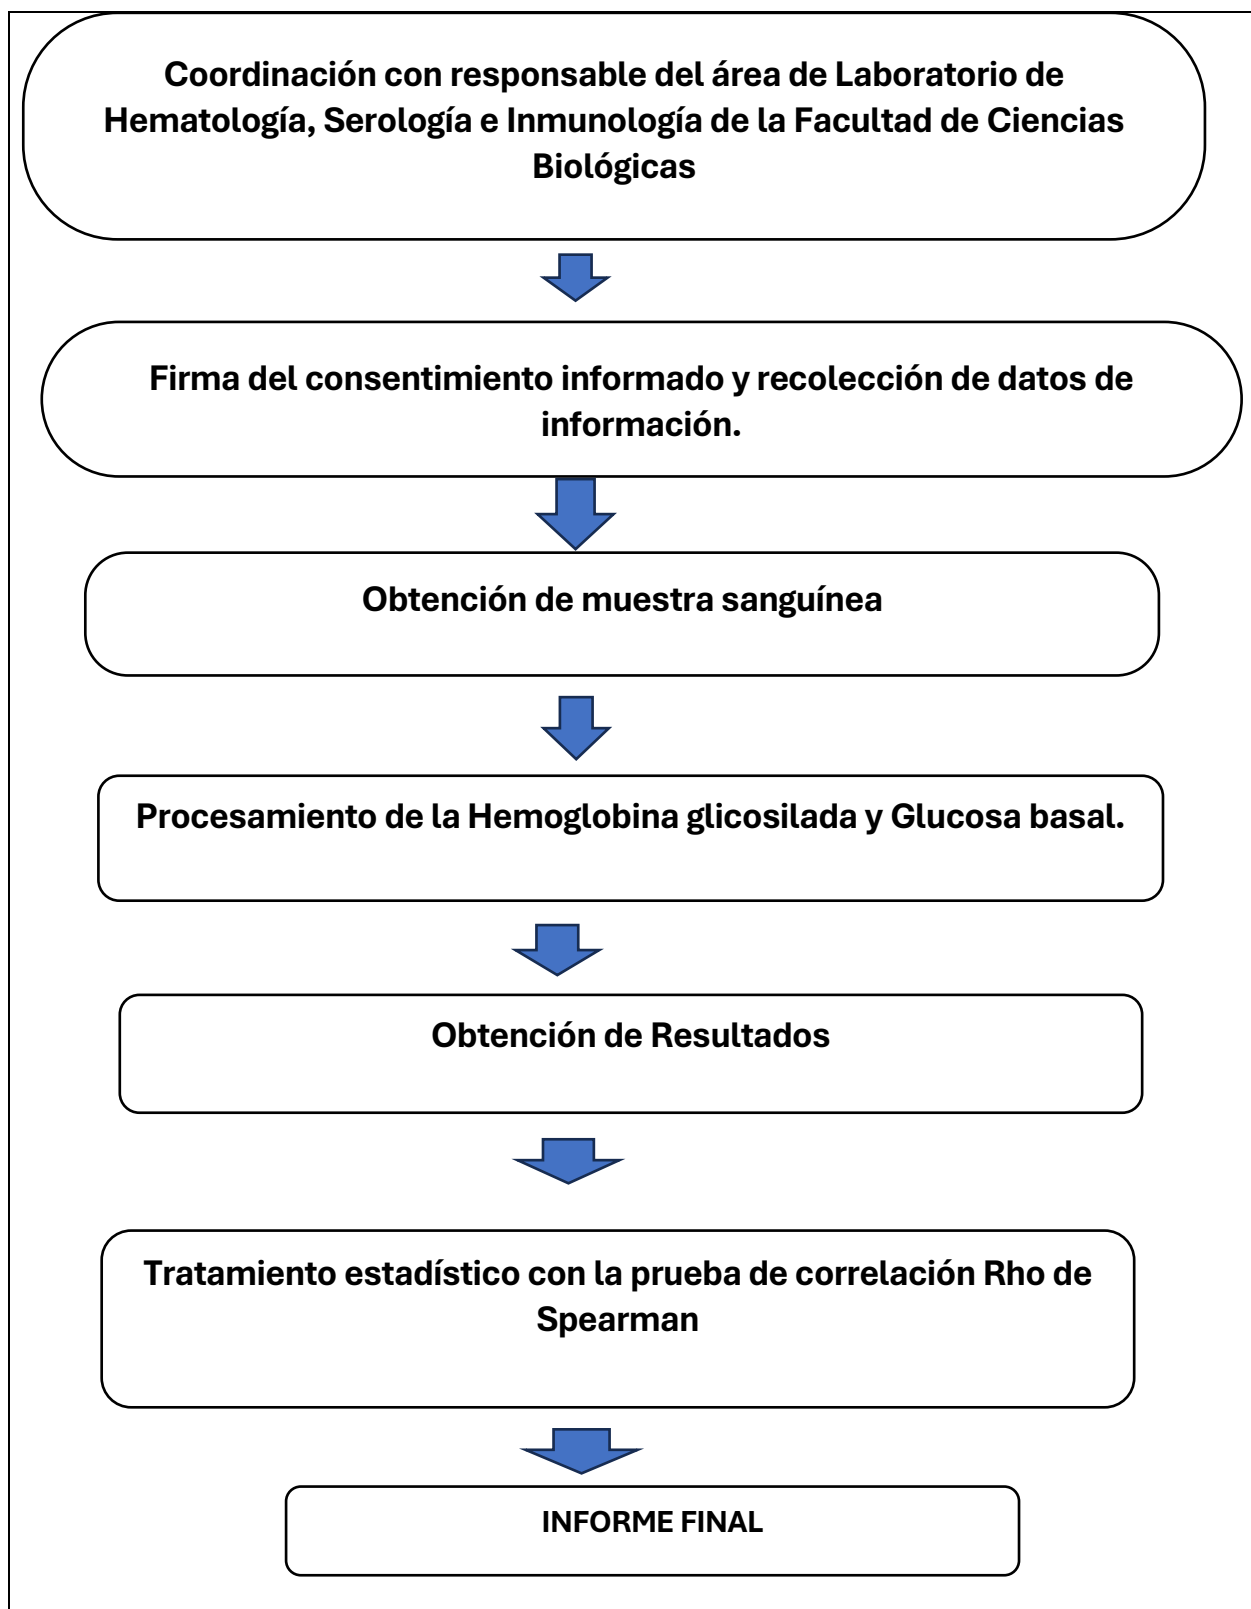 Coordinación con responsable del área de Laboratorio de
Hematología, Serología e Inmunología de la Facultad de Ciencias
Biológicas
Firma del consentimiento informado y recolección de datos de
información.
Obtención de muestra sanguínea
Procesamiento de la Hemoglobina glicosilada y Glucosa basal.
Obtención de Resultados
Tratamiento estadístico con la prueba de correlación Rho de
Spearman
INFORME FINAL